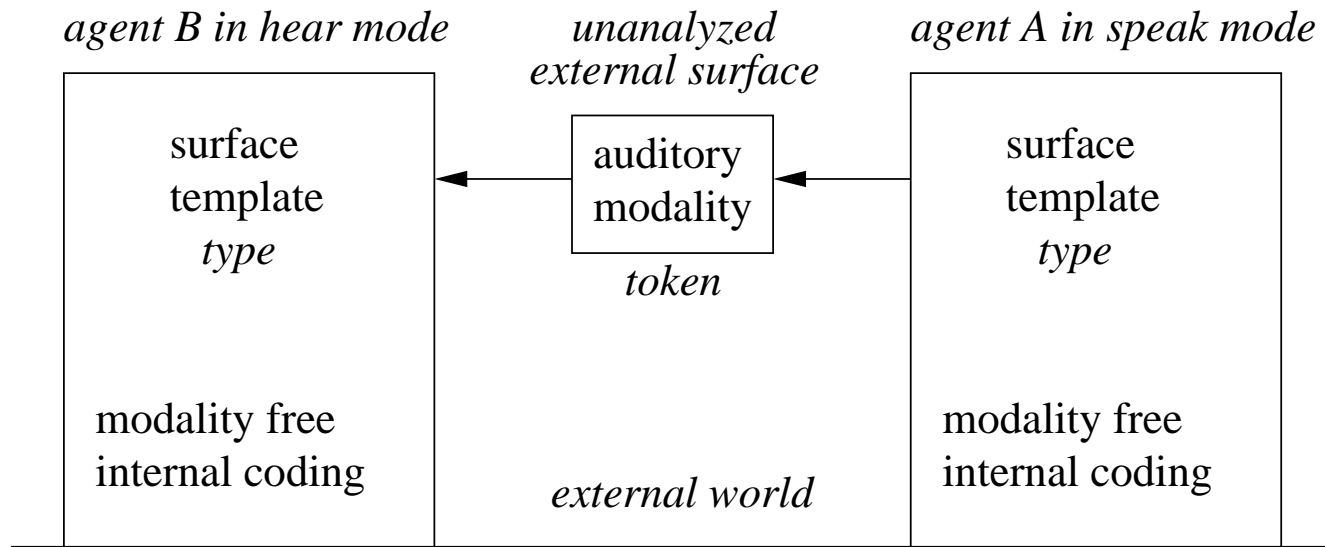 agent B in hear mode
unanalyzed
external surface
agent A in speak mode
surface
template
type
modality free
internal coding
auditory
modality
token
external world
surface
template
type
modality free
internal coding